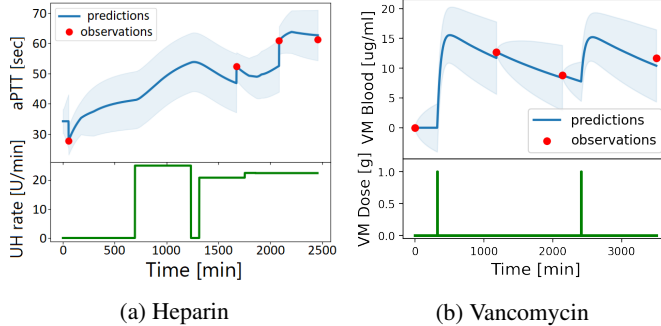 70
60
50
40
30
aPTT [sec]
predictions
observations
20
10
0
UH rate [U/min]
0
500
1000
1500
2000
2500
Time [min]
(a) Heparin
20
15
10
5
0
VM Blood [ug/ml]
predictions
observations
1.0
0.5
0.0
VM Dose [g]
0
1000
2000
3000
Time [min]
(b) Vancomycin